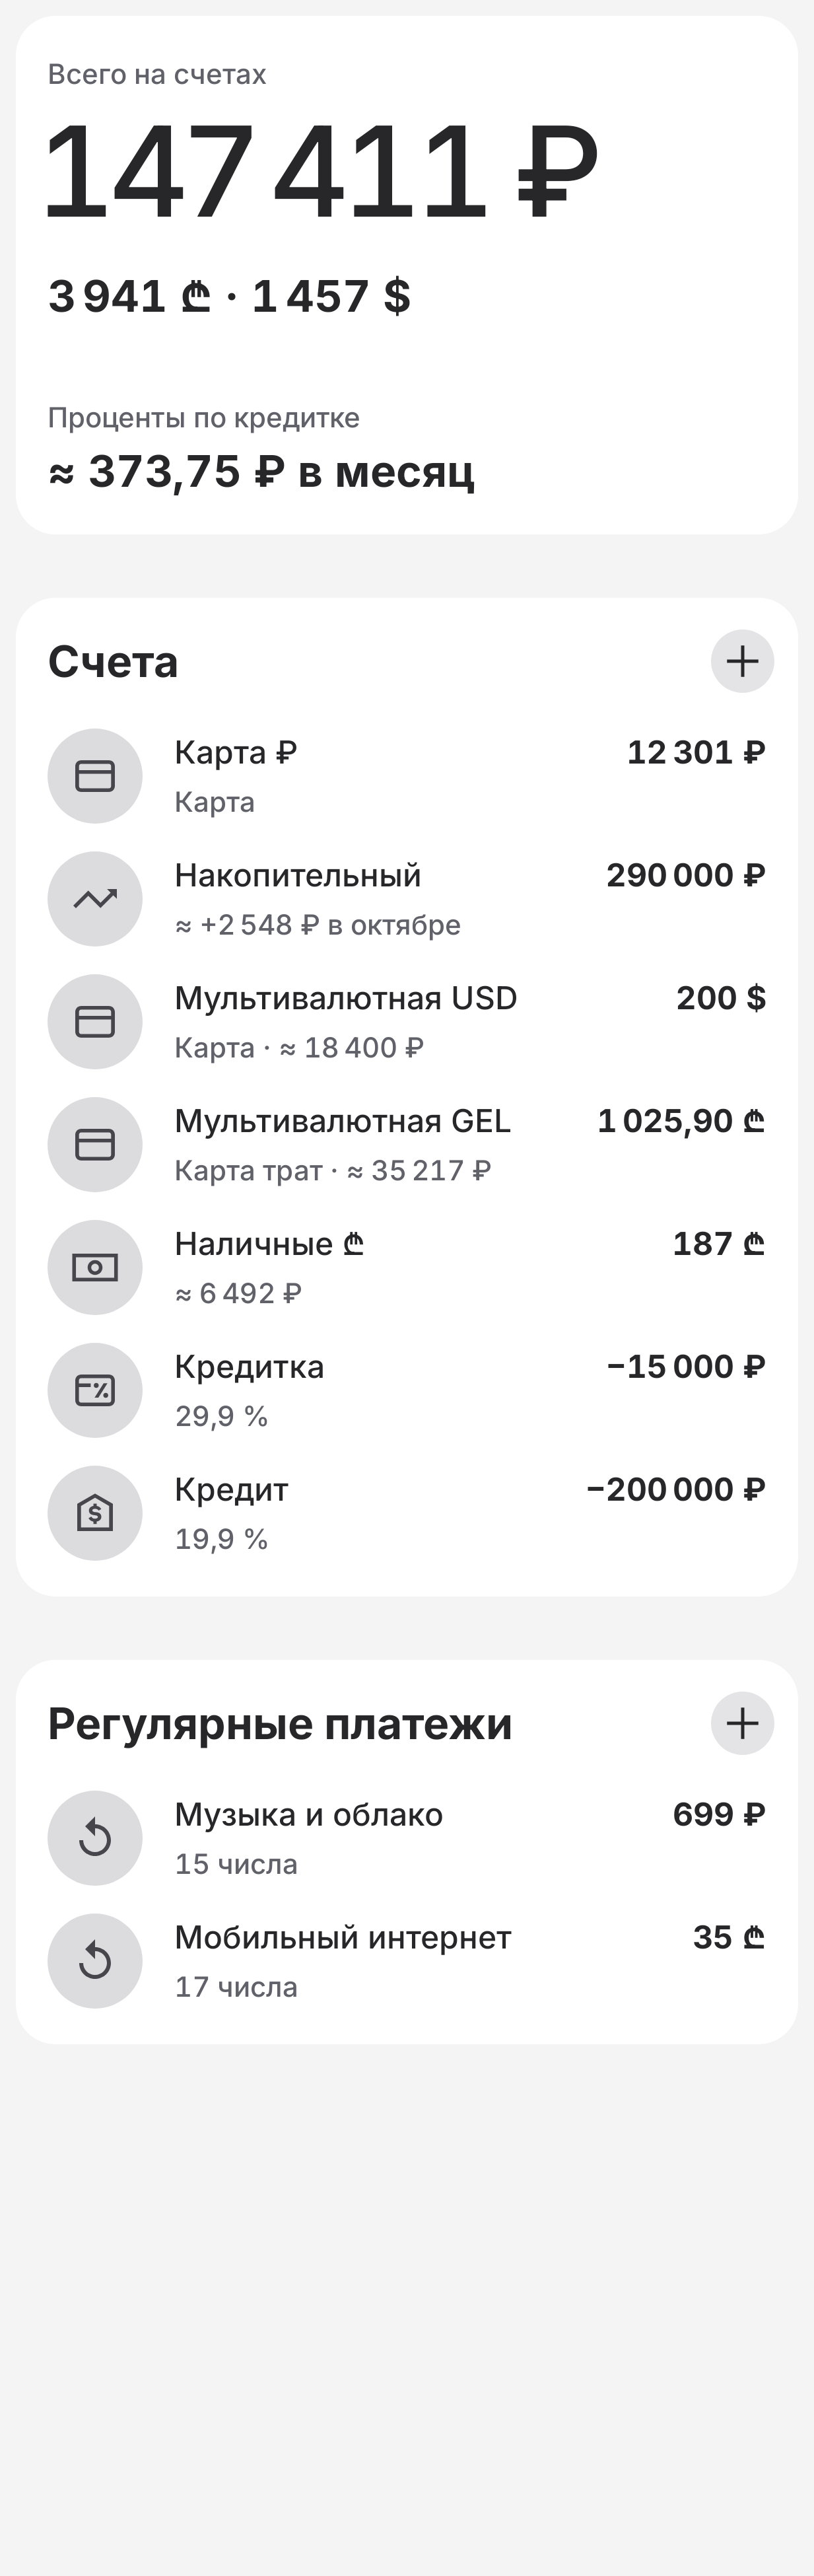 Всего на счетах
147 411 ₽
3 941 ₾ · 1 457 $
Проценты по кредитке
≈ 373,75 ₽ в месяц
Счета
Карта ₽
12 301 ₽
Карта
Накопительный
290 000 ₽
≈ +2 548 ₽ в октябре
Мультивалютная USD
200 $
Карта · ≈ 18 400 ₽
Мультивалютная GEL
1 025,90 ₾
Карта трат · ≈ 35 217 ₽
Наличные ₾
187 ₾
≈ 6 492 ₽
Кредитка
−15 000 ₽
29,9 %
Кредит
−200 000 ₽
19,9 %
Регулярные платежи
Музыка и облако
699 ₽
15 числа
Мобильный интернет
35 ₾
17 числа